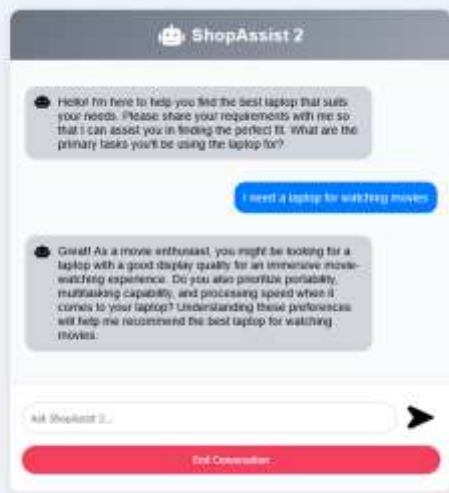 ShopAssist 2
Hello! I'm here to help you find the best laptop that suits
your needs. Please share your requirements with me so
that I can assist you in finding the perfect fit. What are the
primary tasks you'll be using the laptop for?
I need a laptop for watching movies
Great! As a movie enthusiast, you might be looking for a
laptop with a good display quality for an immersive movie-
watching experience. Do you also prioritize portability,
multitasking capability, and processing speed when it
comes to your laptop? Understanding these preferences
will help me recommend the best laptop for watching
movies.
Ask ShopAssist 2...
End Conversation